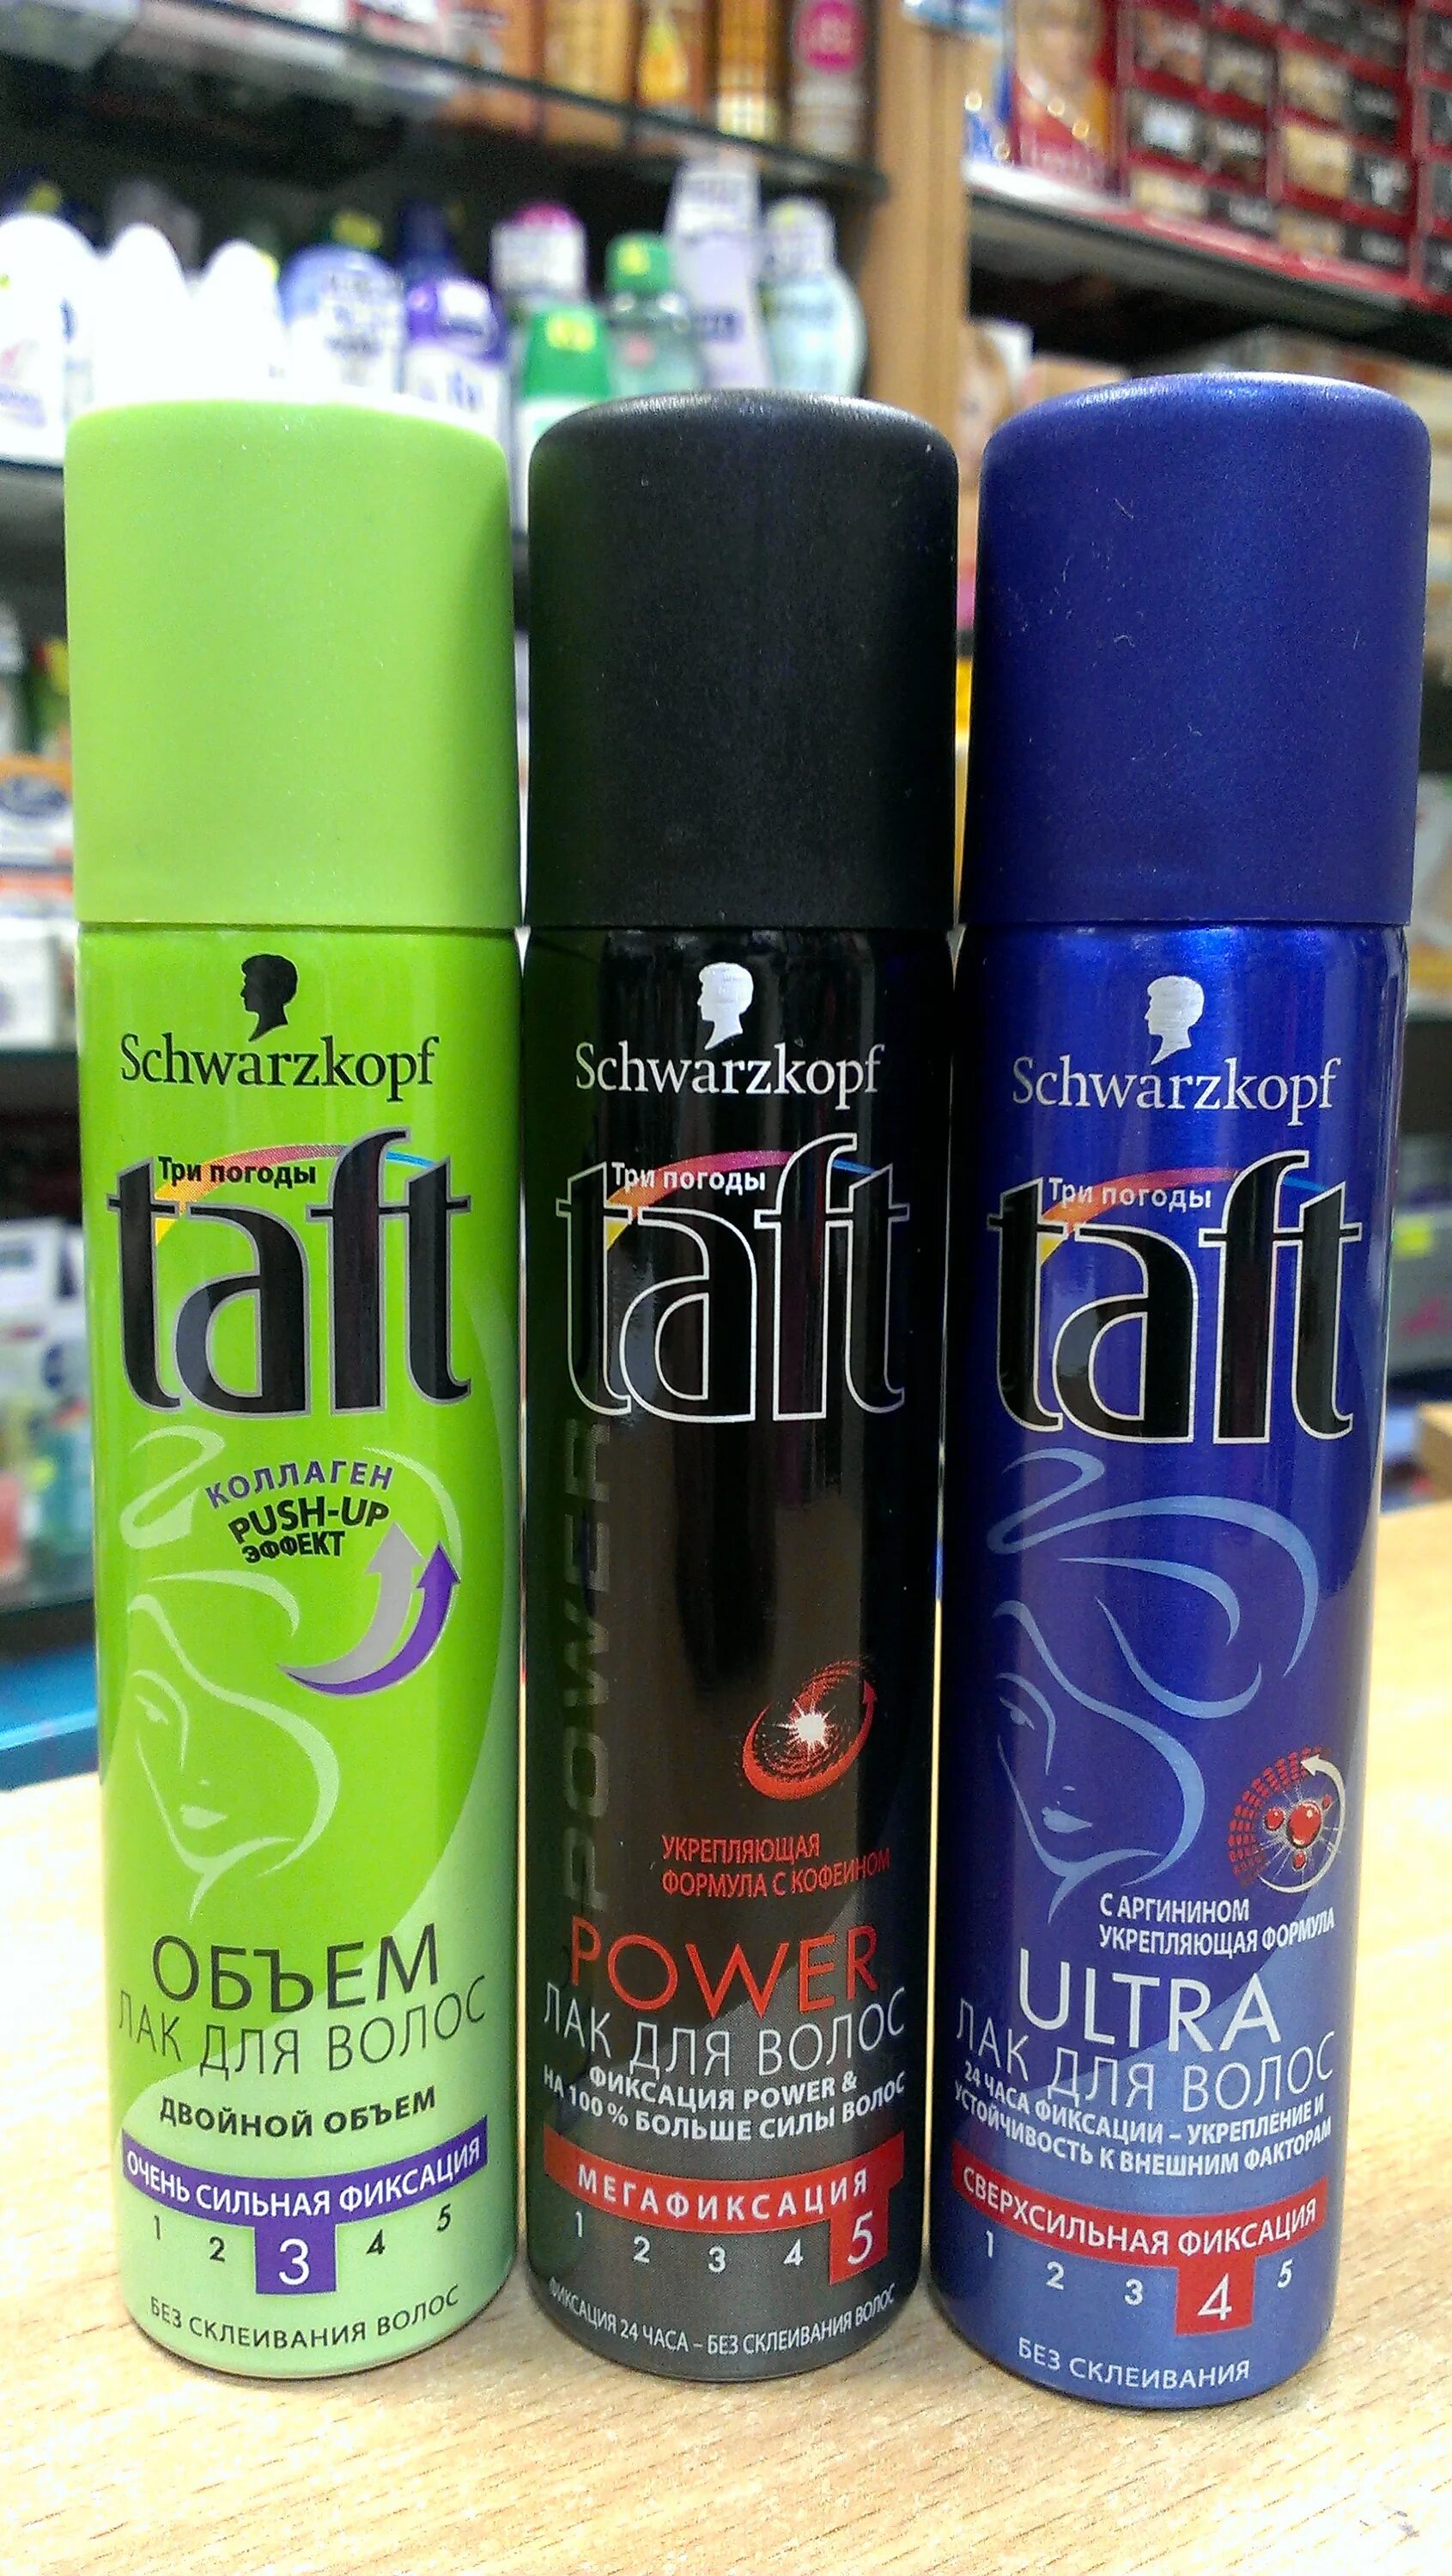 Schwarzkopf
Три погоды
taft
КОЛЛАГЕН
PUSH-UP
ЭФФЕКТ
ОБЪЕМ
ЛАК ДЛЯ ВОЛОС
ДВОЙНОЙ ОБЪЕМ
ОЧЕНЬ СИЛЬНАЯ ФИКСАЦИЯ
1 2 3 4 5
БЕЗ СКЛЕИВАНИЯ ВОЛОС
Schwarzkopf
Три погоды
taft
POWER
УКРЕПЛЯЮЩАЯ
ФОРМУЛА С КОФЕИНОМ
POWER
ЛАК ДЛЯ ВОЛОС
ФИКСАЦИЯ POWER &
НА 100% БОЛЬШЕ СИЛЫ ВОЛОС
МЕГАФИКСАЦИЯ
1 2 3 4 5
ФИКСАЦИЯ 24 ЧАСА – БЕЗ СКЛЕИВАНИЯ ВОЛОС
Schwarzkopf
Три погоды
taft
С АРГИНИНОМ
УКРЕПЛЯЮЩАЯ ФОРМУЛА
ULTRA
ЛАК ДЛЯ ВОЛОС
24 ЧАСА ФИКСАЦИИ – УКРЕПЛЕНИЕ И
УСТОЙЧИВОСТЬ К ВНЕШНИМ ФАКТОРАМ
СВЕРХСИЛЬНАЯ ФИКСАЦИЯ
1 2 3 4 5
БЕЗ СКЛЕИВАНИЯ